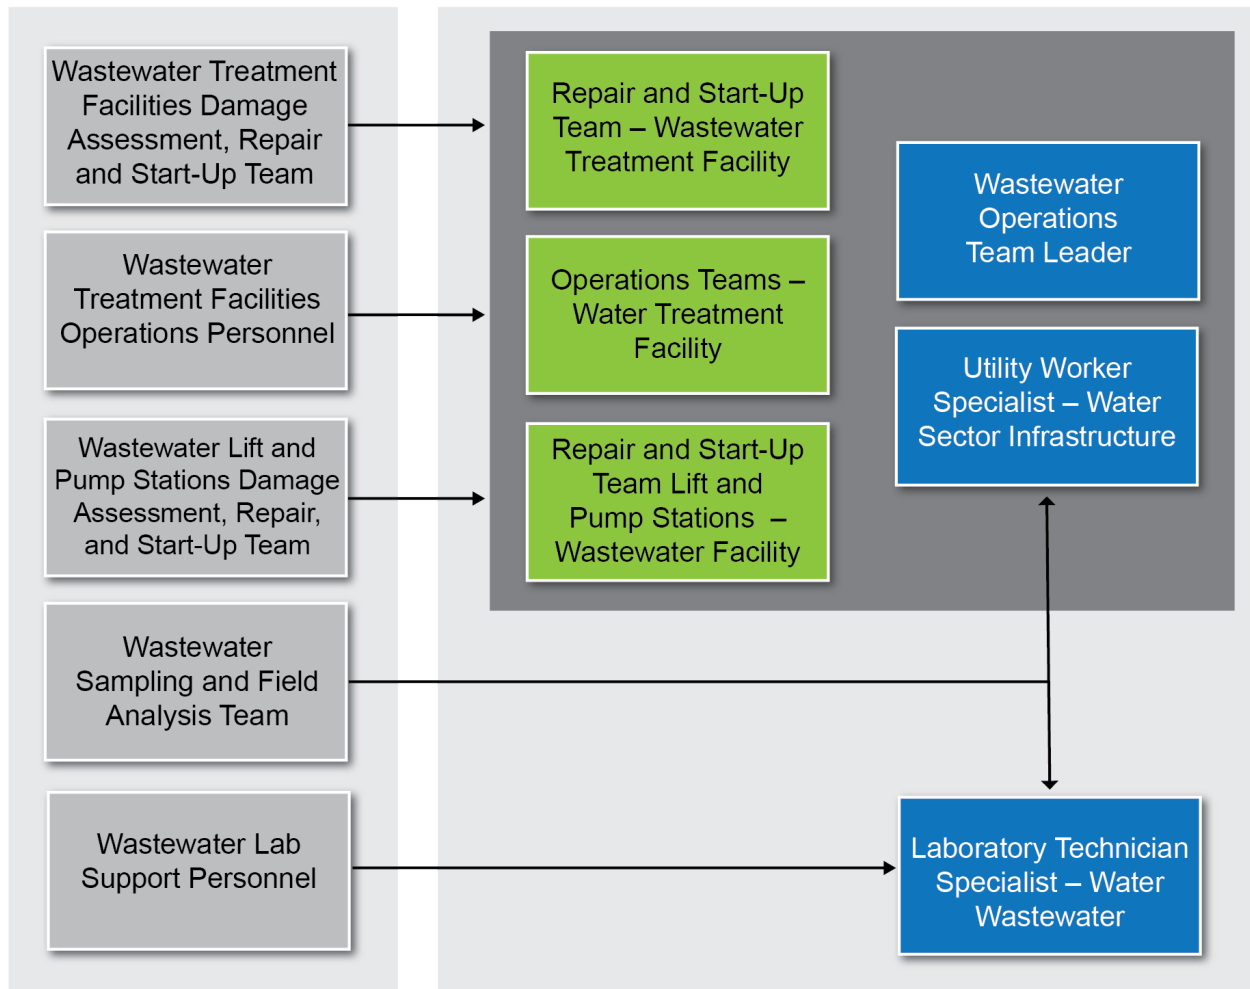 Wastewater Treatment
Facilities Damage
Assessment, Repair
and Start-Up Team
Wastewater
Treatment Facilities
Operations Personnel
Wastewater Lift and
Pump Stations Damage
Assessment, Repair,
and Start-Up Team
Wastewater
Sampling and Field
Analysis Team
Wastewater Lab
Support Personnel
Repair and Start-Up
Team – Wastewater
Treatment Facility
Operations Teams –
Water Treatment
Facility
Repair and Start-Up
Team Lift and
Pump Stations –
Wastewater Facility
Wastewater
Operations
Team Leader
Utility Worker
Specialist – Water
Sector Infrastructure
Laboratory Technician
Specialist – Water
Wastewater